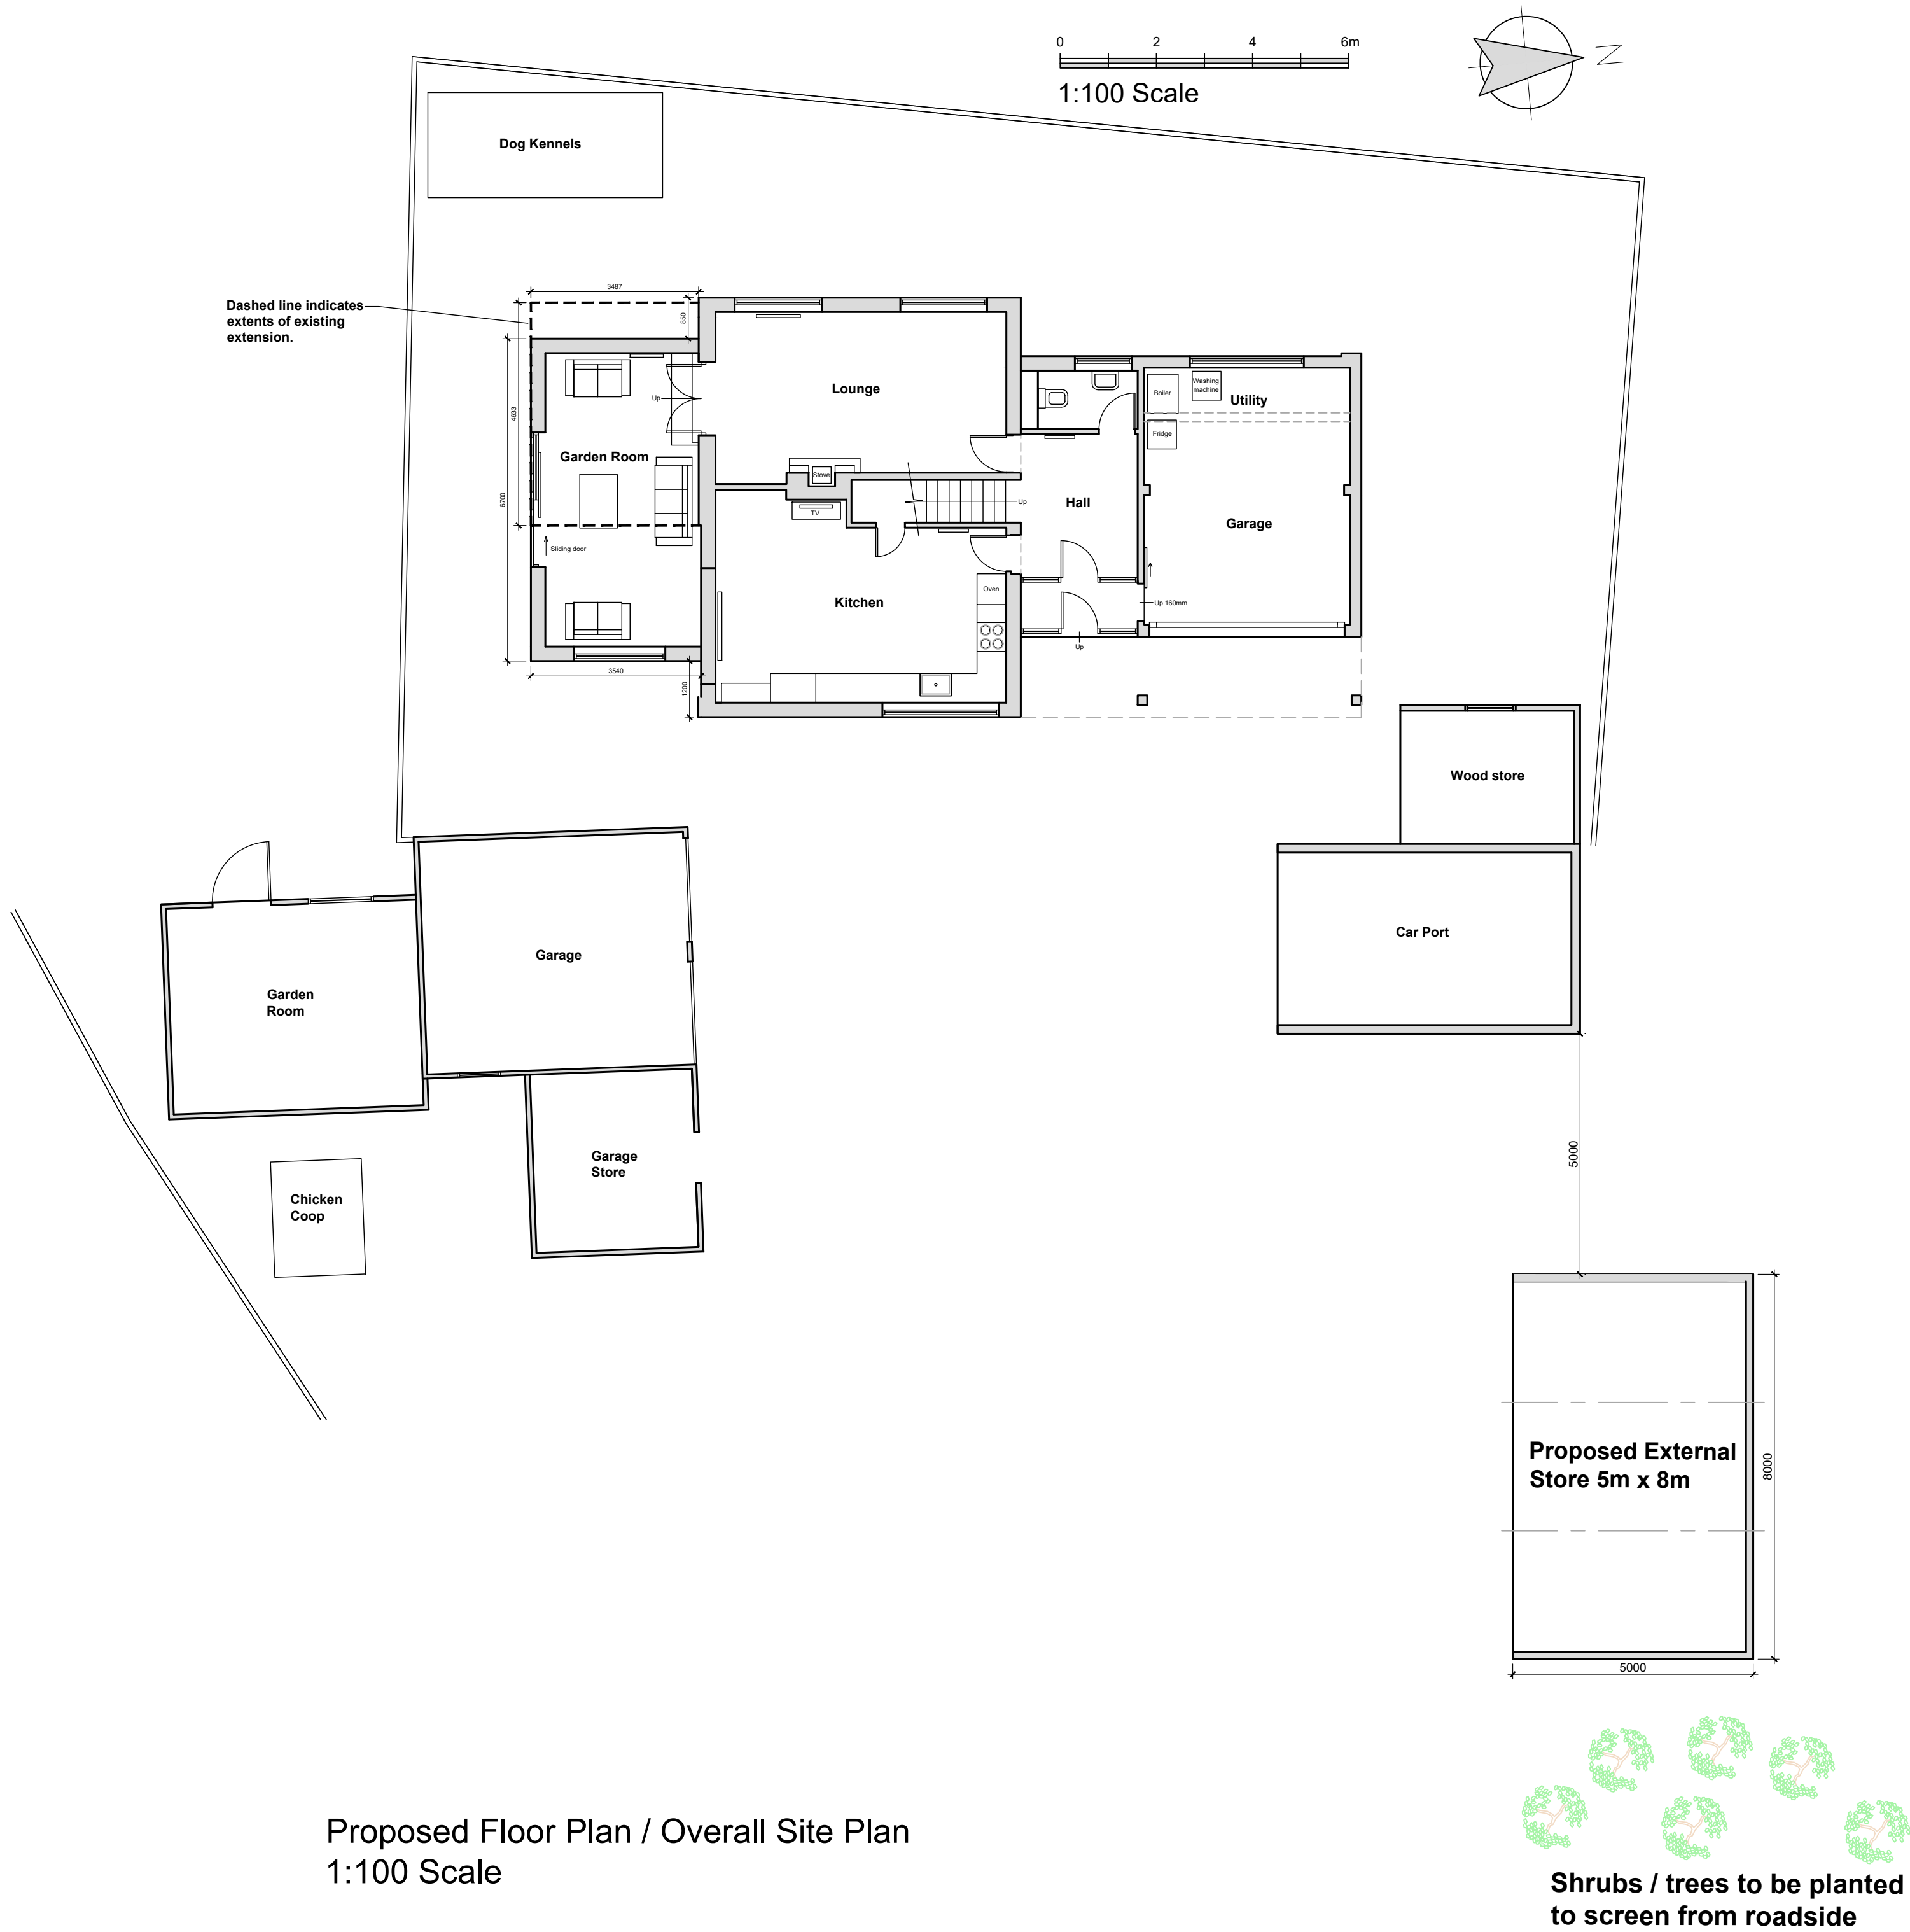 0 2 4 6m
1:100 Scale
N
Dog Kennels
Dashed line indicates
extents of existing
extension.
3487
850
4633
6700
Up
Garden Room
Sliding door
3540
1200
Lounge
Stove
TV
Up
Kitchen
Oven
Hall
Up
Boiler
Washing
machine
Utility
Fridge
Garage
Up 160mm
Wood store
Car Port
Garden
Room
Garage
Garage
Store
Chicken
Coop
5000
Proposed External
Store 5m x 8m
8000
5000
Proposed Floor Plan / Overall Site Plan
1:100 Scale
Shrubs / trees to be planted
to screen from roadside